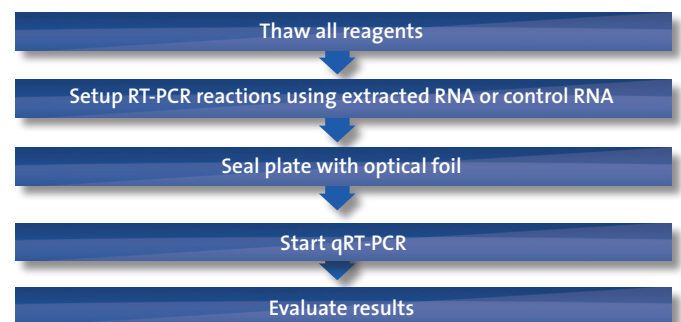 Thaw all reagents
Setup RT-PCR reactions using extracted RNA or control RNA
Seal plate with optical foil
Start qRT-PCR
Evaluate results